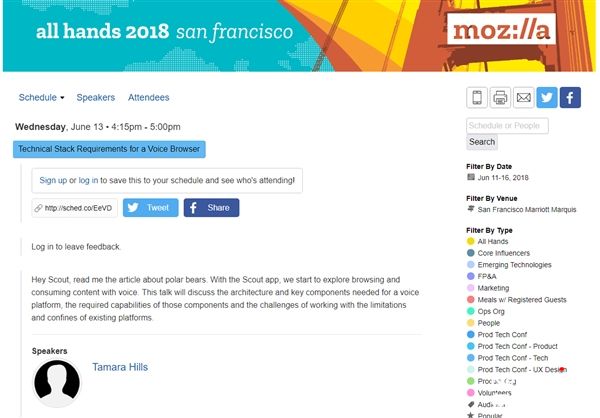 all hands 2018 san francisco
moz://a
Schedule Speakers Attendees
Wednesday, June 13 • 4:15pm - 5:00pm
Technical Stack Requirements for a Voice Browser
Sign up or log in to save this to your schedule and see who's attending!
http://sched.co/EeVD Tweet Share
Log in to leave feedback.
Hey Scout, read me the article about polar bears. With the Scout app, we start to explore browsing and
consuming content with voice. This talk will discuss the architecture and key components needed for a voice
platform, the required capabilities of those components and the challenges of working with the limitations
and confines of existing platforms.
Speakers
Tamara Hills
Schedule or People
Search
Filter By Date
Jun 11-16, 2018
Filter By Venue
San Francisco Marriott Marquis
Filter By Type
All Hands
Core Influencers
Emerging Technologies
FP&A
Marketing
Meals w/ Registered Guests
Ops Org
People
Prod Tech Conf
Prod Tech Conf - Product
Prod Tech Conf - Tech
Prod Tech Conf - UX Design
Volunteers
Popular